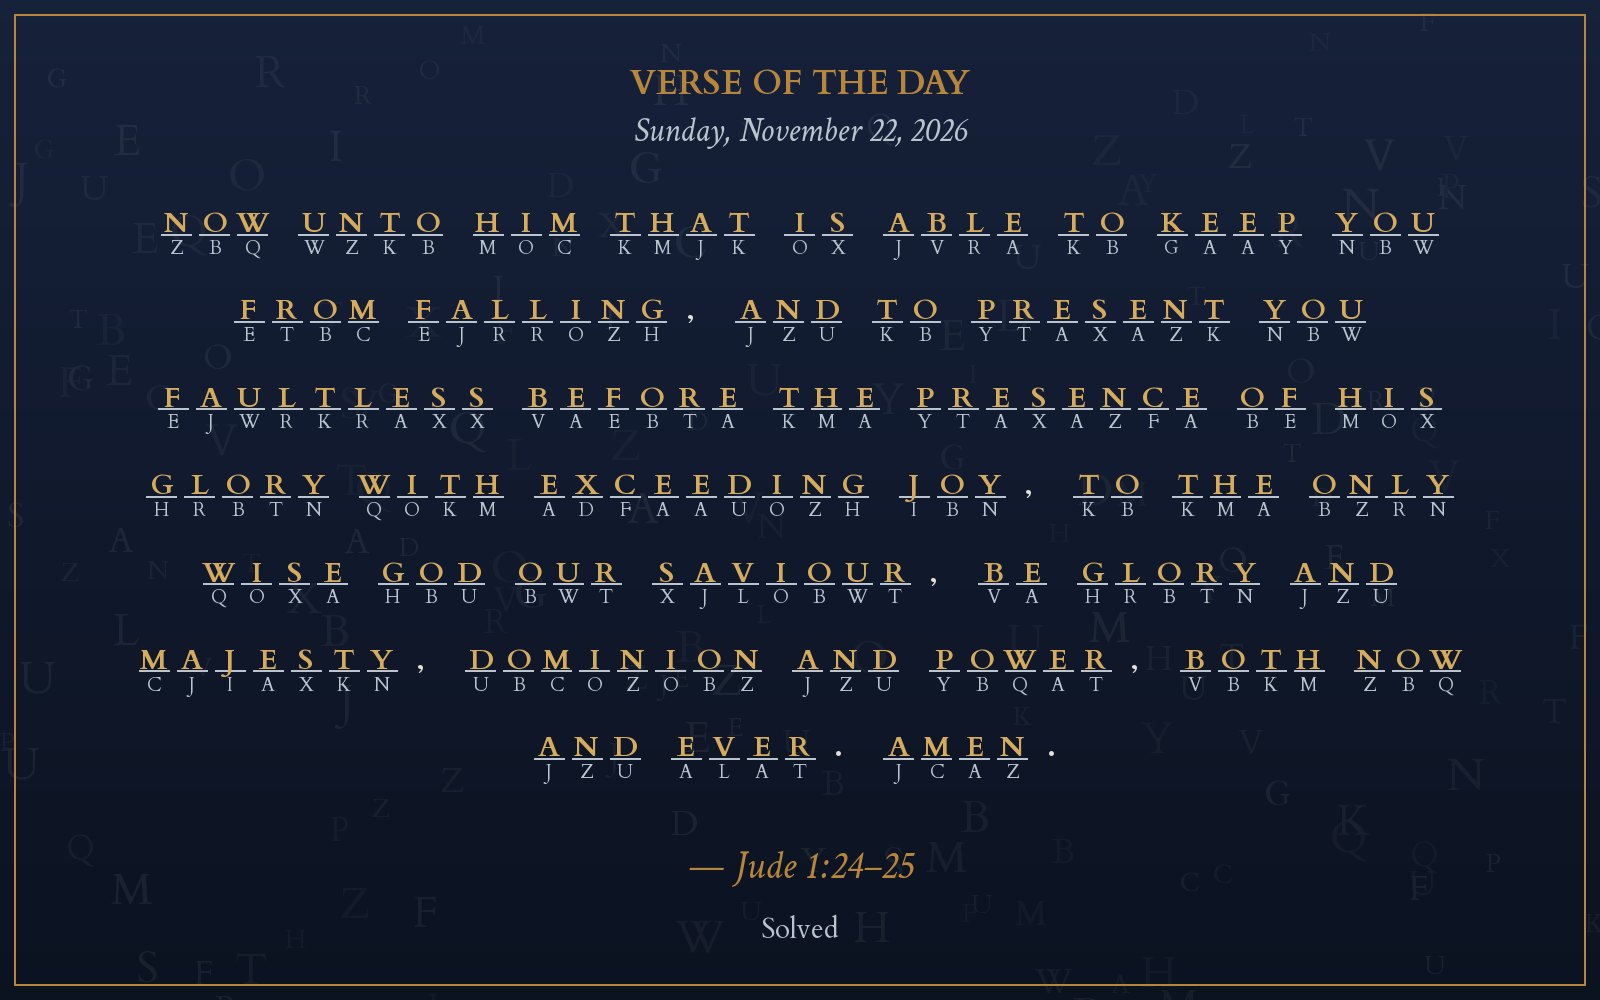 VERSE OF THE DAY
Sunday, November 22, 2026
NOW UNTO HIM THAT IS ABLE TO KEEP YOU
ZBQ WZKB MOC KMJK OX JVRA KB GAAY NBW
FROM FALLING, AND TO PRESENT YOU
ETBC EJRROZH JZU KB YTAXAZK NBW
FAULTLESS BEFORE THE PRESENCE OF HIS
EJWRKRAXX VAEBTA KMA YTAXAZFA BE MOX
GLORY WITH EXCEEDING JOY, TO THE ONLY
HRBTN QOKM ADFAAUOZH IBN KB KMA BZRN
WISE GOD OUR SAVIOUR, BE GLORY AND
QOXA HBU BWT XJLOBWT VA HRBTN JZU
MAJESTY, DOMINION AND POWER, BOTH NOW
CJIAXKN UBCOZOBZ JZU YBQAT VBKM ZBQ
AND EVER. AMEN.
JZU ALAT JCAZ
— Jude 1:24–25
Solved